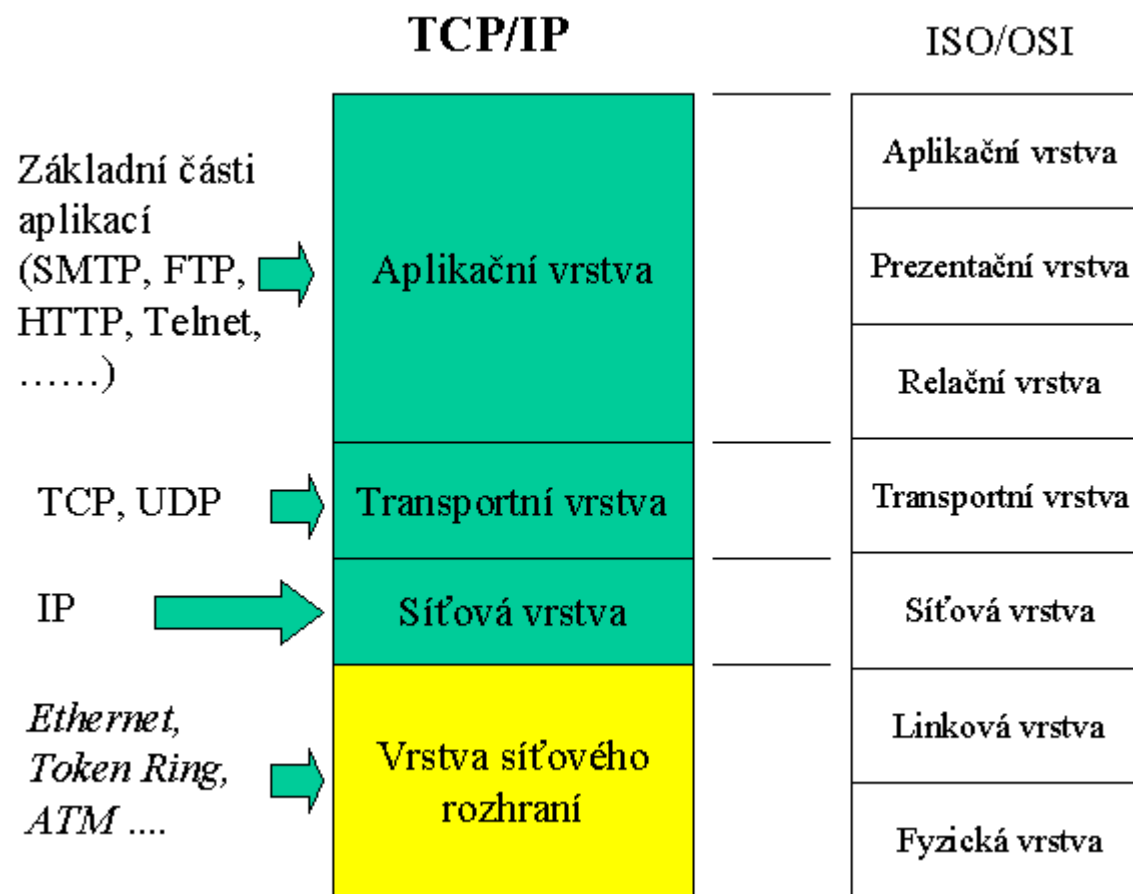 TCP/IP
ISO/OSI
Základní části
aplikací
(SMTP, FTP,
HTTP, Telnet,
……)
TCP, UDP
IP
Ethernet,
Token Ring,
ATM ....
Aplikační vrstva
Transportní vrstva
Síťová vrstva
Vrstva síťového
rozhraní
Aplikační vrstva
Prezentační vrstva
Relační vrstva
Transportní vrstva
Síťová vrstva
Linková vrstva
Fyzická vrstva